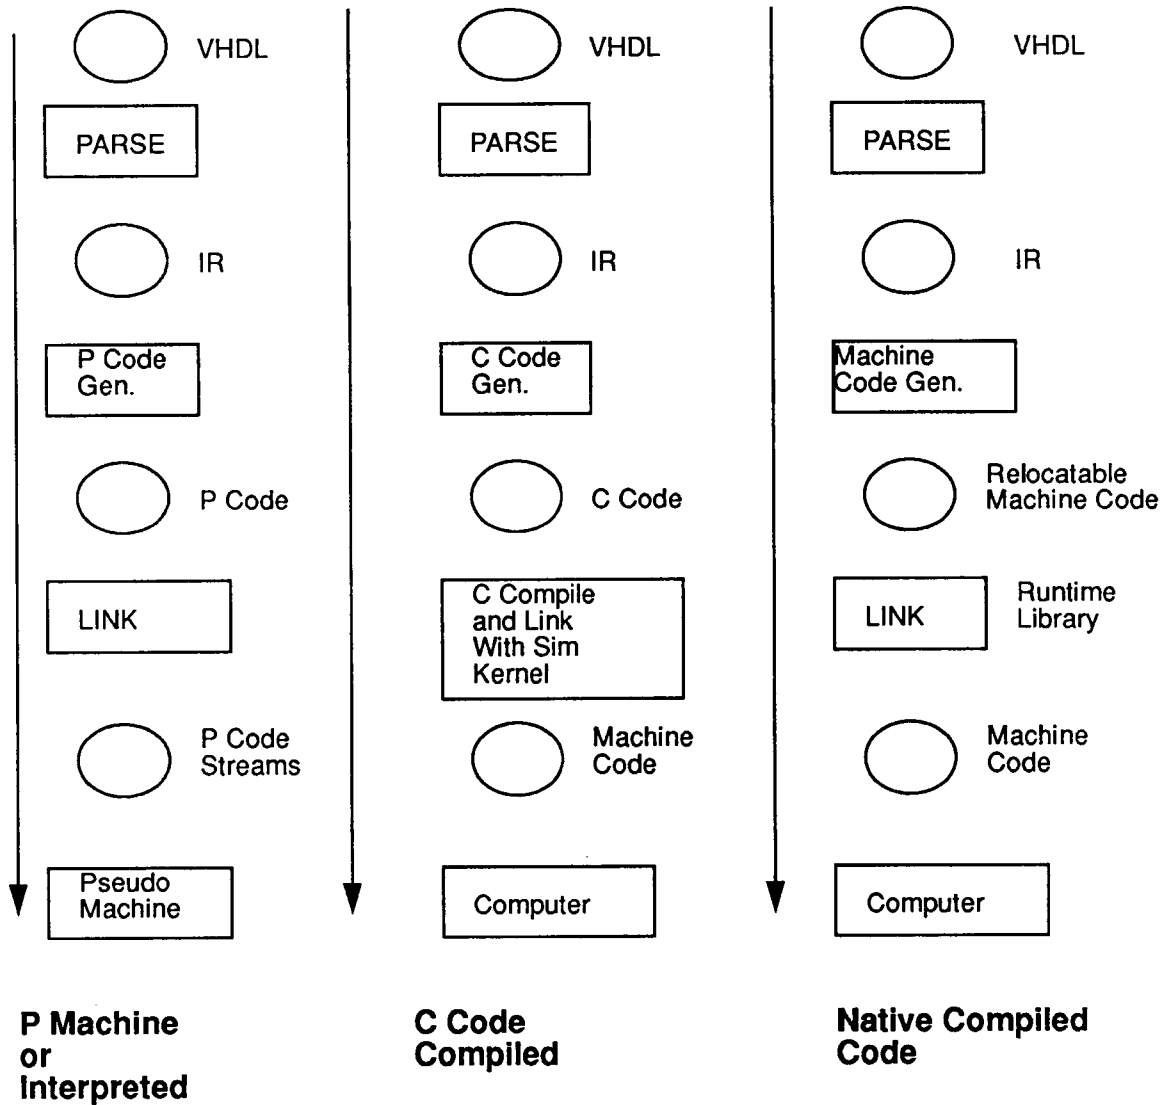 VHDL
PARSE
IR
P Code
Gen.
P Code
LINK
P Code
Streams
Pseudo
Machine
P Machine
or
Interpreted
VHDL
PARSE
IR
C Code
Gen.
C Code
C Compile
and Link
With Sim
Kernel
Machine
Code
Computer
C Code
Compiled
VHDL
PARSE
IR
Machine
Code Gen.
Relocatable
Machine Code
LINK
Runtime
Library
Machine
Code
Computer
Native Compiled
Code